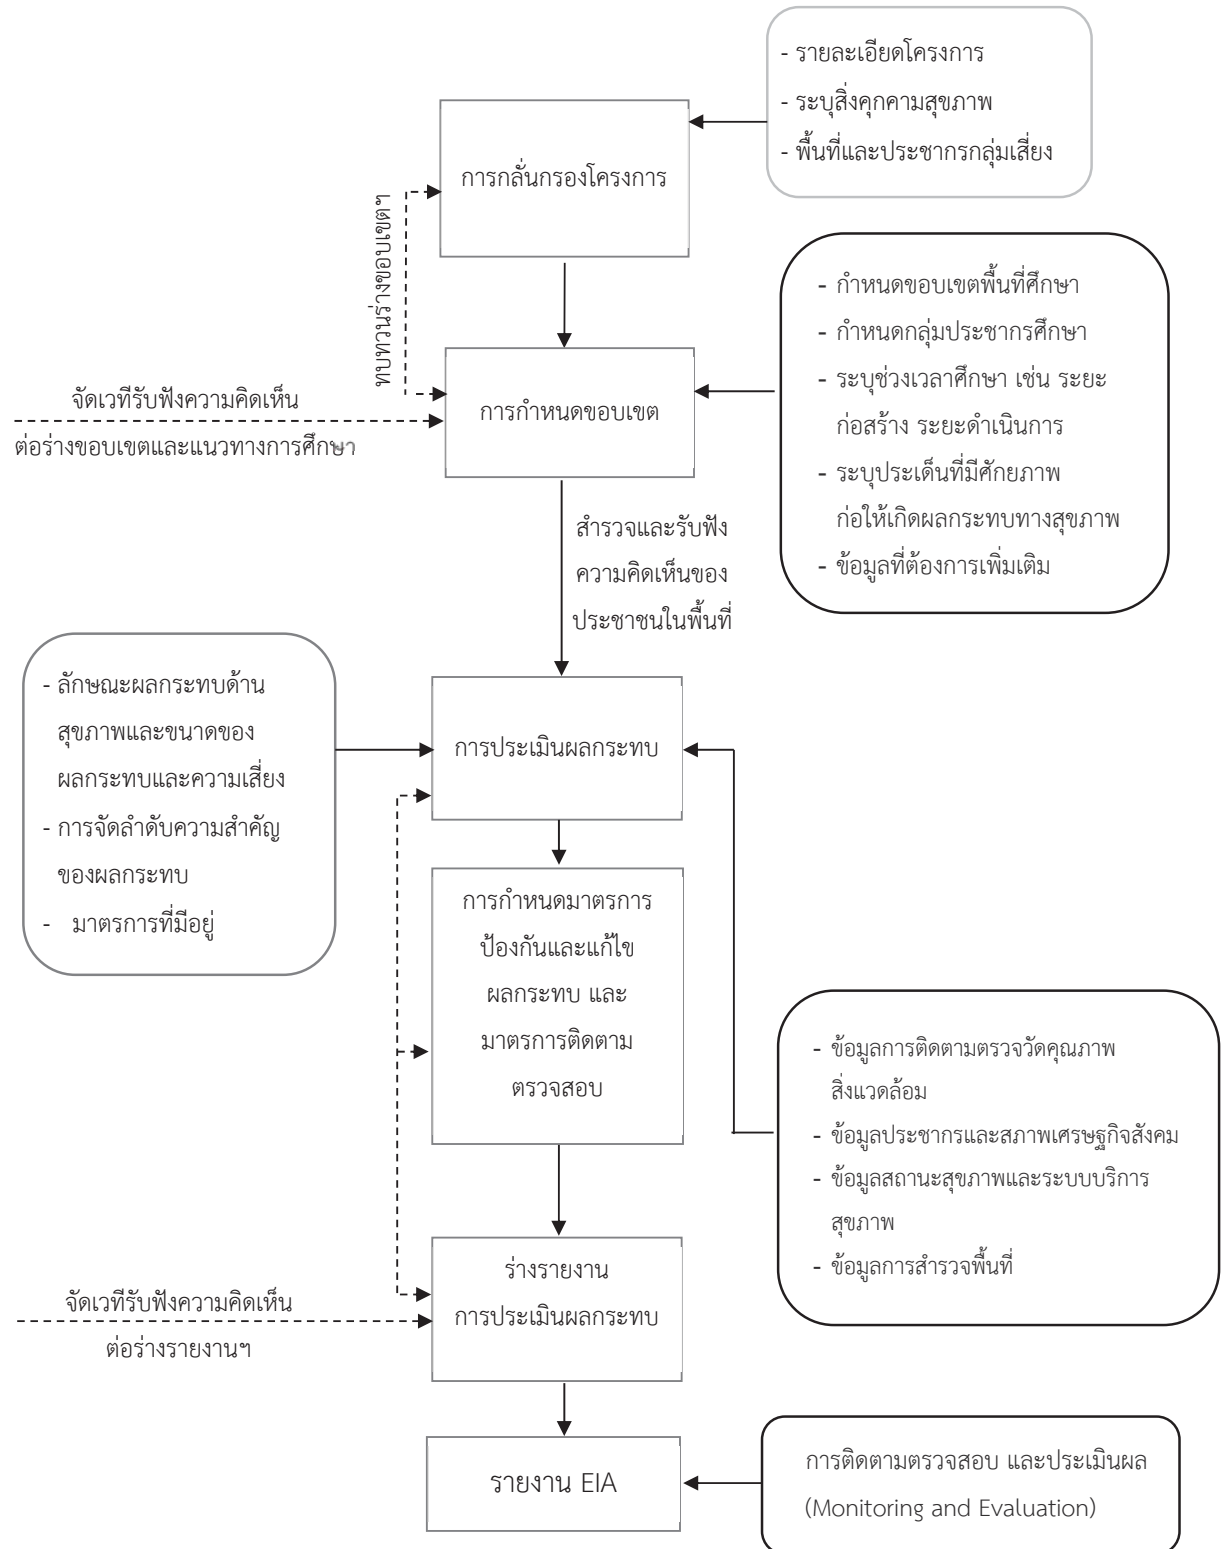 - รายละเอียดโครงการ
- ระบุสิ่งคุกคามสุขภาพ
- พื้นที่และประชากรกลุ่มเสี่ยง
การกลั่นกรองโครงการ
ทบทวนร่างขอบเขตฯ
- กำหนดขอบเขตพื้นที่ศึกษา
- กำหนดกลุ่มประชากรศึกษา
- ระบุช่วงเวลาศึกษา เช่น ระยะ
ก่อสร้าง ระยะดำเนินการ
- ระบุประเด็นที่มีศักยภาพ
ก่อให้เกิดผลกระทบทางสุขภาพ
- ข้อมูลที่ต้องการเพิ่มเติม
จัดเวทีรับฟังความคิดเห็น
ต่อร่างขอบเขตและแนวทางการศึกษา
การกำหนดขอบเขต
สำรวจและรับฟัง
ความคิดเห็นของ
ประชาชนในพื้นที่
- ลักษณะผลกระทบด้าน
สุขภาพและขนาดของ
ผลกระทบและความเสี่ยง
- การจัดลำดับความสำคัญ
ของผลกระทบ
- มาตรการที่มีอยู่
การประเมินผลกระทบ
การกำหนดมาตรการ
ป้องกันและแก้ไข
ผลกระทบ และ
มาตรการติดตาม
ตรวจสอบ
- ข้อมูลการติดตามตรวจวัดคุณภาพ
สิ่งแวดล้อม
- ข้อมูลประชากรและสภาพเศรษฐกิจสังคม
- ข้อมูลสถานะสุขภาพและระบบบริการ
สุขภาพ
- ข้อมูลการสำรวจพื้นที่
จัดเวทีรับฟังความคิดเห็น
ต่อร่างรายงานฯ
ร่างรายงาน
การประเมินผลกระทบ
รายงาน EIA
การติดตามตรวจสอบ และประเมินผล
(Monitoring and Evaluation)